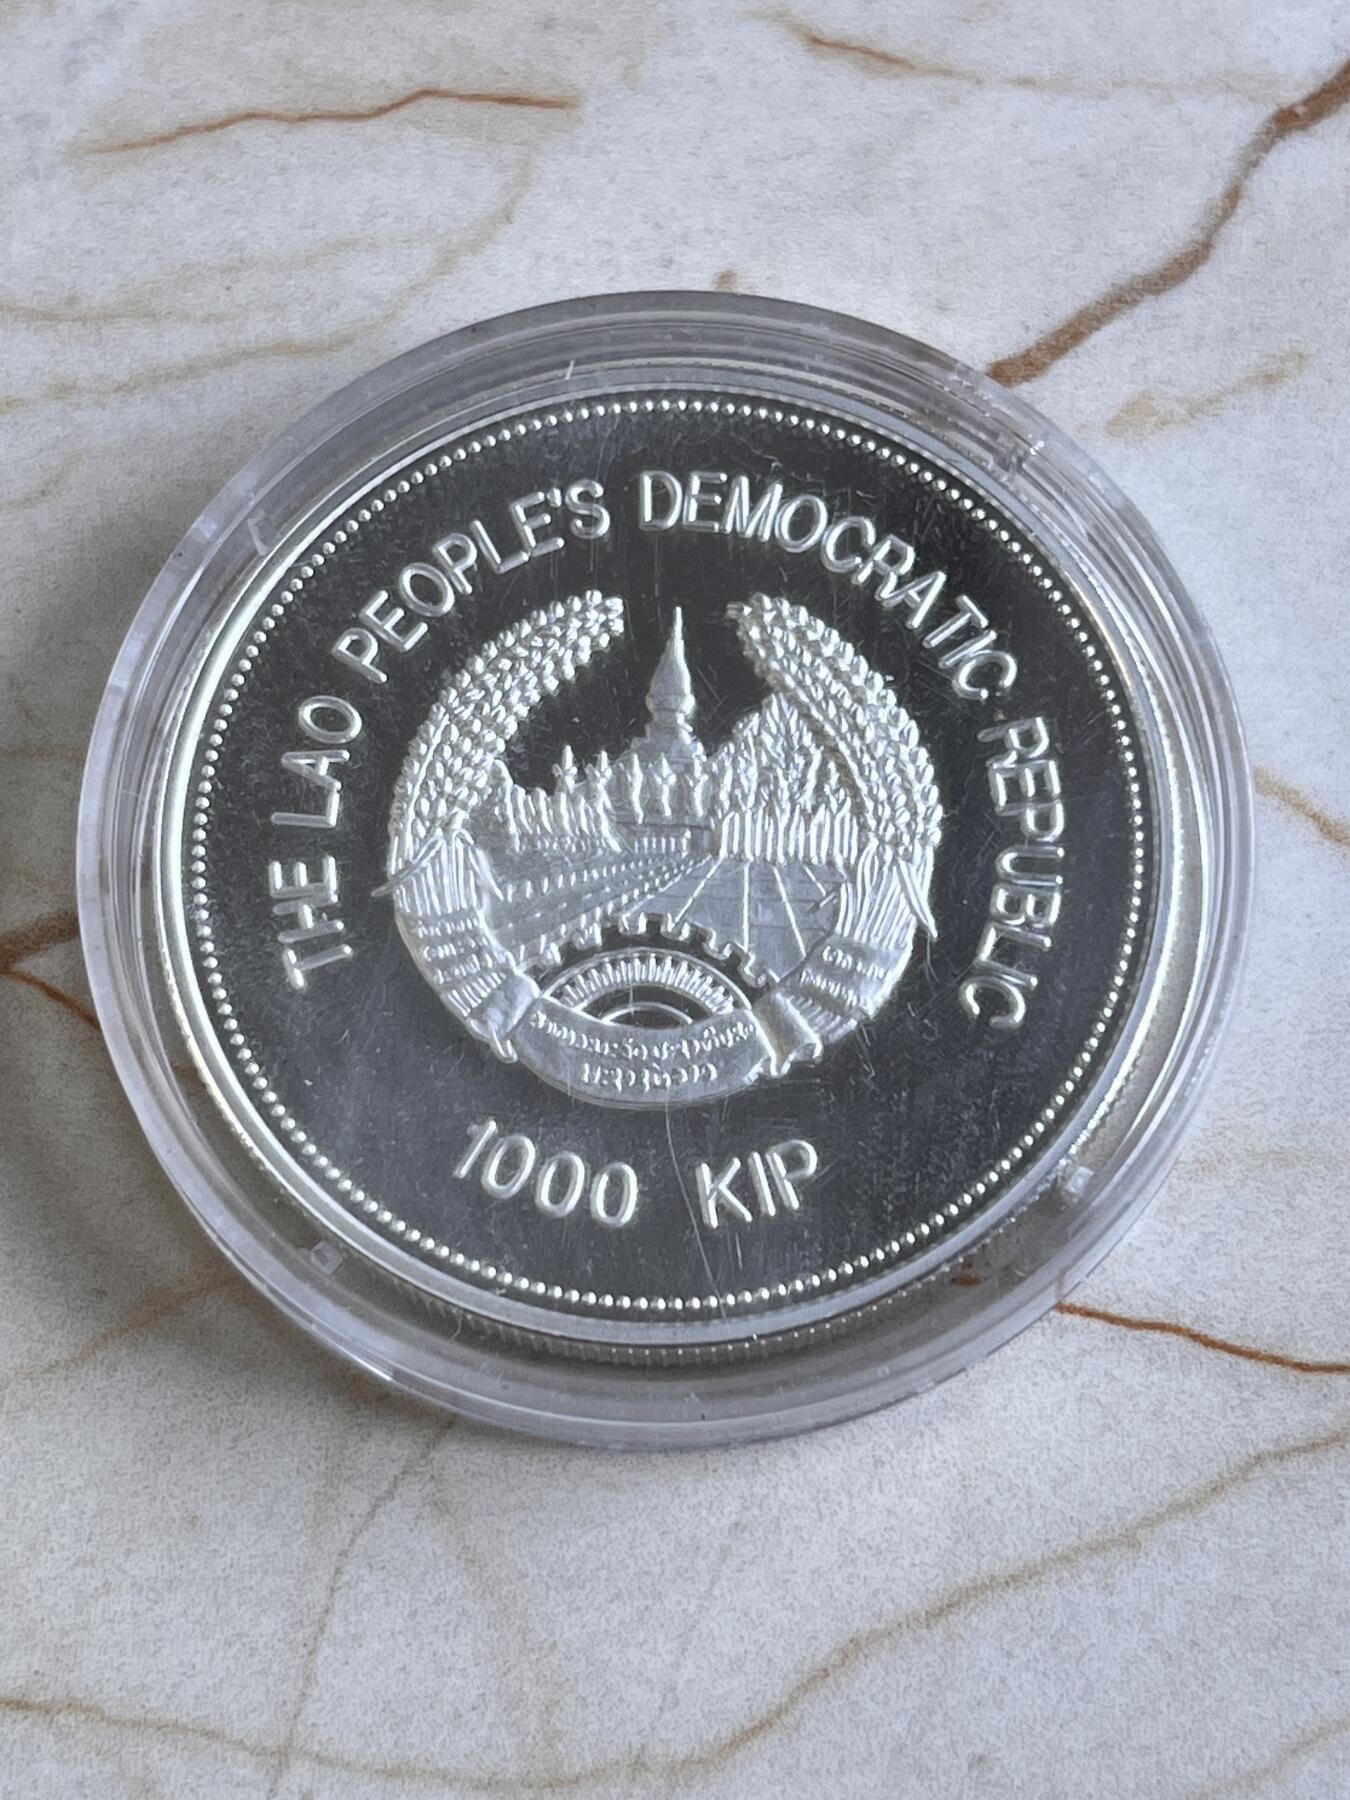 THE LAO PEOPLE'S DEMOCRATIC REPUBLIC
1000 KIP